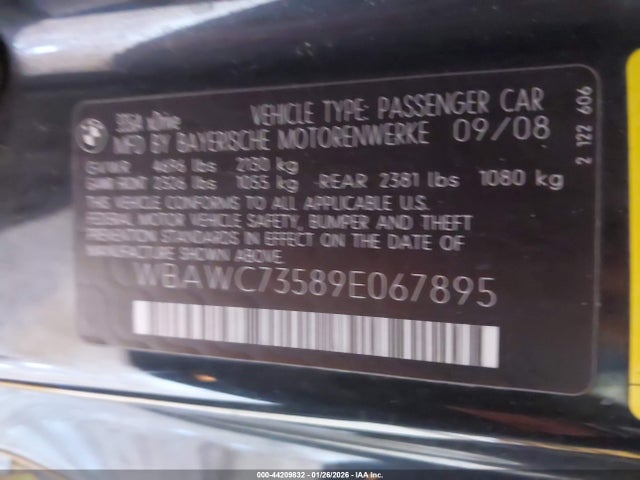 328i xDrive VEHICLE TYPE: PASSENGER CAR
MFD BY BAYERISCHE MOTORENWERKE 09/08
GVWR 4696 lbs 2130 kg
GAWR FRONT 2326 lbs 1055 kg REAR 2381 lbs 1080 kg
THIS VEHICLE CONFORMS TO ALL APPLICABLE U.S.
FEDERAL MOTOR VEHICLE SAFETY, BUMPER AND THEFT
PREVENTION STANDARDS IN EFFECT ON THE DATE OF
MANUFACTURE SHOWN ABOVE.
WBAWC73589E067895
2 122 606
000-44209832 - 01/26/2026 - IAA Inc.